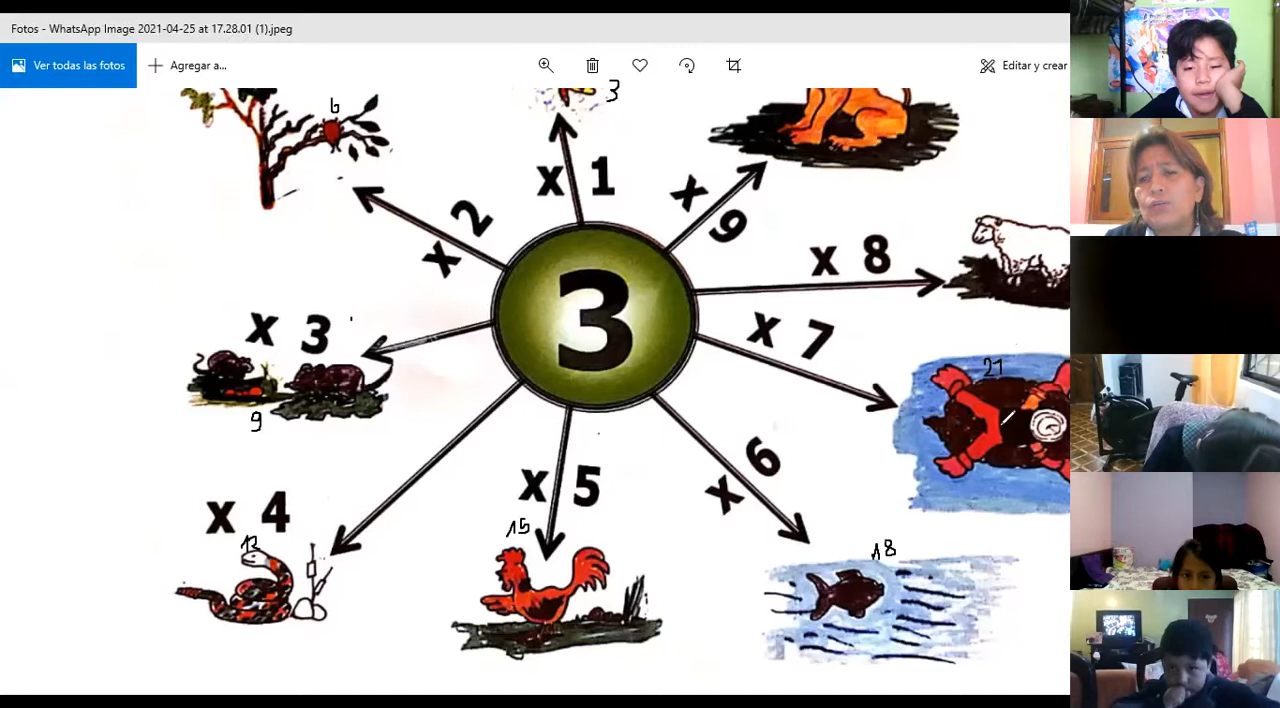 Fotos - WhatsApp Image 2021-04-25 at 17.28.01 (1).jpeg
Ver todas las fotos
Agregar a...
Editar y crear
6
3
x 1
x 2
x 9
x 8
3
x 3
x 7
21
9
x 4
12
x 5
15
x 6
18